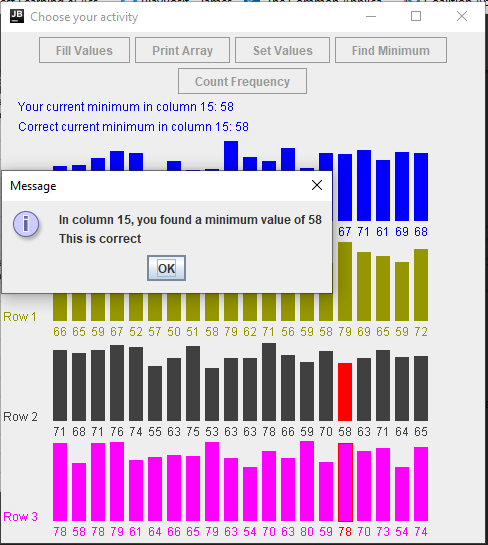 JB Choose your activity
Fill Values Print Array Set Values Find Minimum
Count Frequency
Your current minimum in column 15: 58
Correct current minimum in column 15: 58
Message
In column 15, you found a minimum value of 58
This is correct
OK
67 71 61 69 68
Row 1
66 65 59 67 52 57 50 51 58 79 62 71 51 59 58 79 63 60 59 72
Row 2
71 68 71 76 74 55 63 75 53 63 63 78 66 59 70 58 69 71 64 65
Row 3
78 58 78 79 61 64 66 65 78 63 54 70 63 80 59 78 70 73 54 74